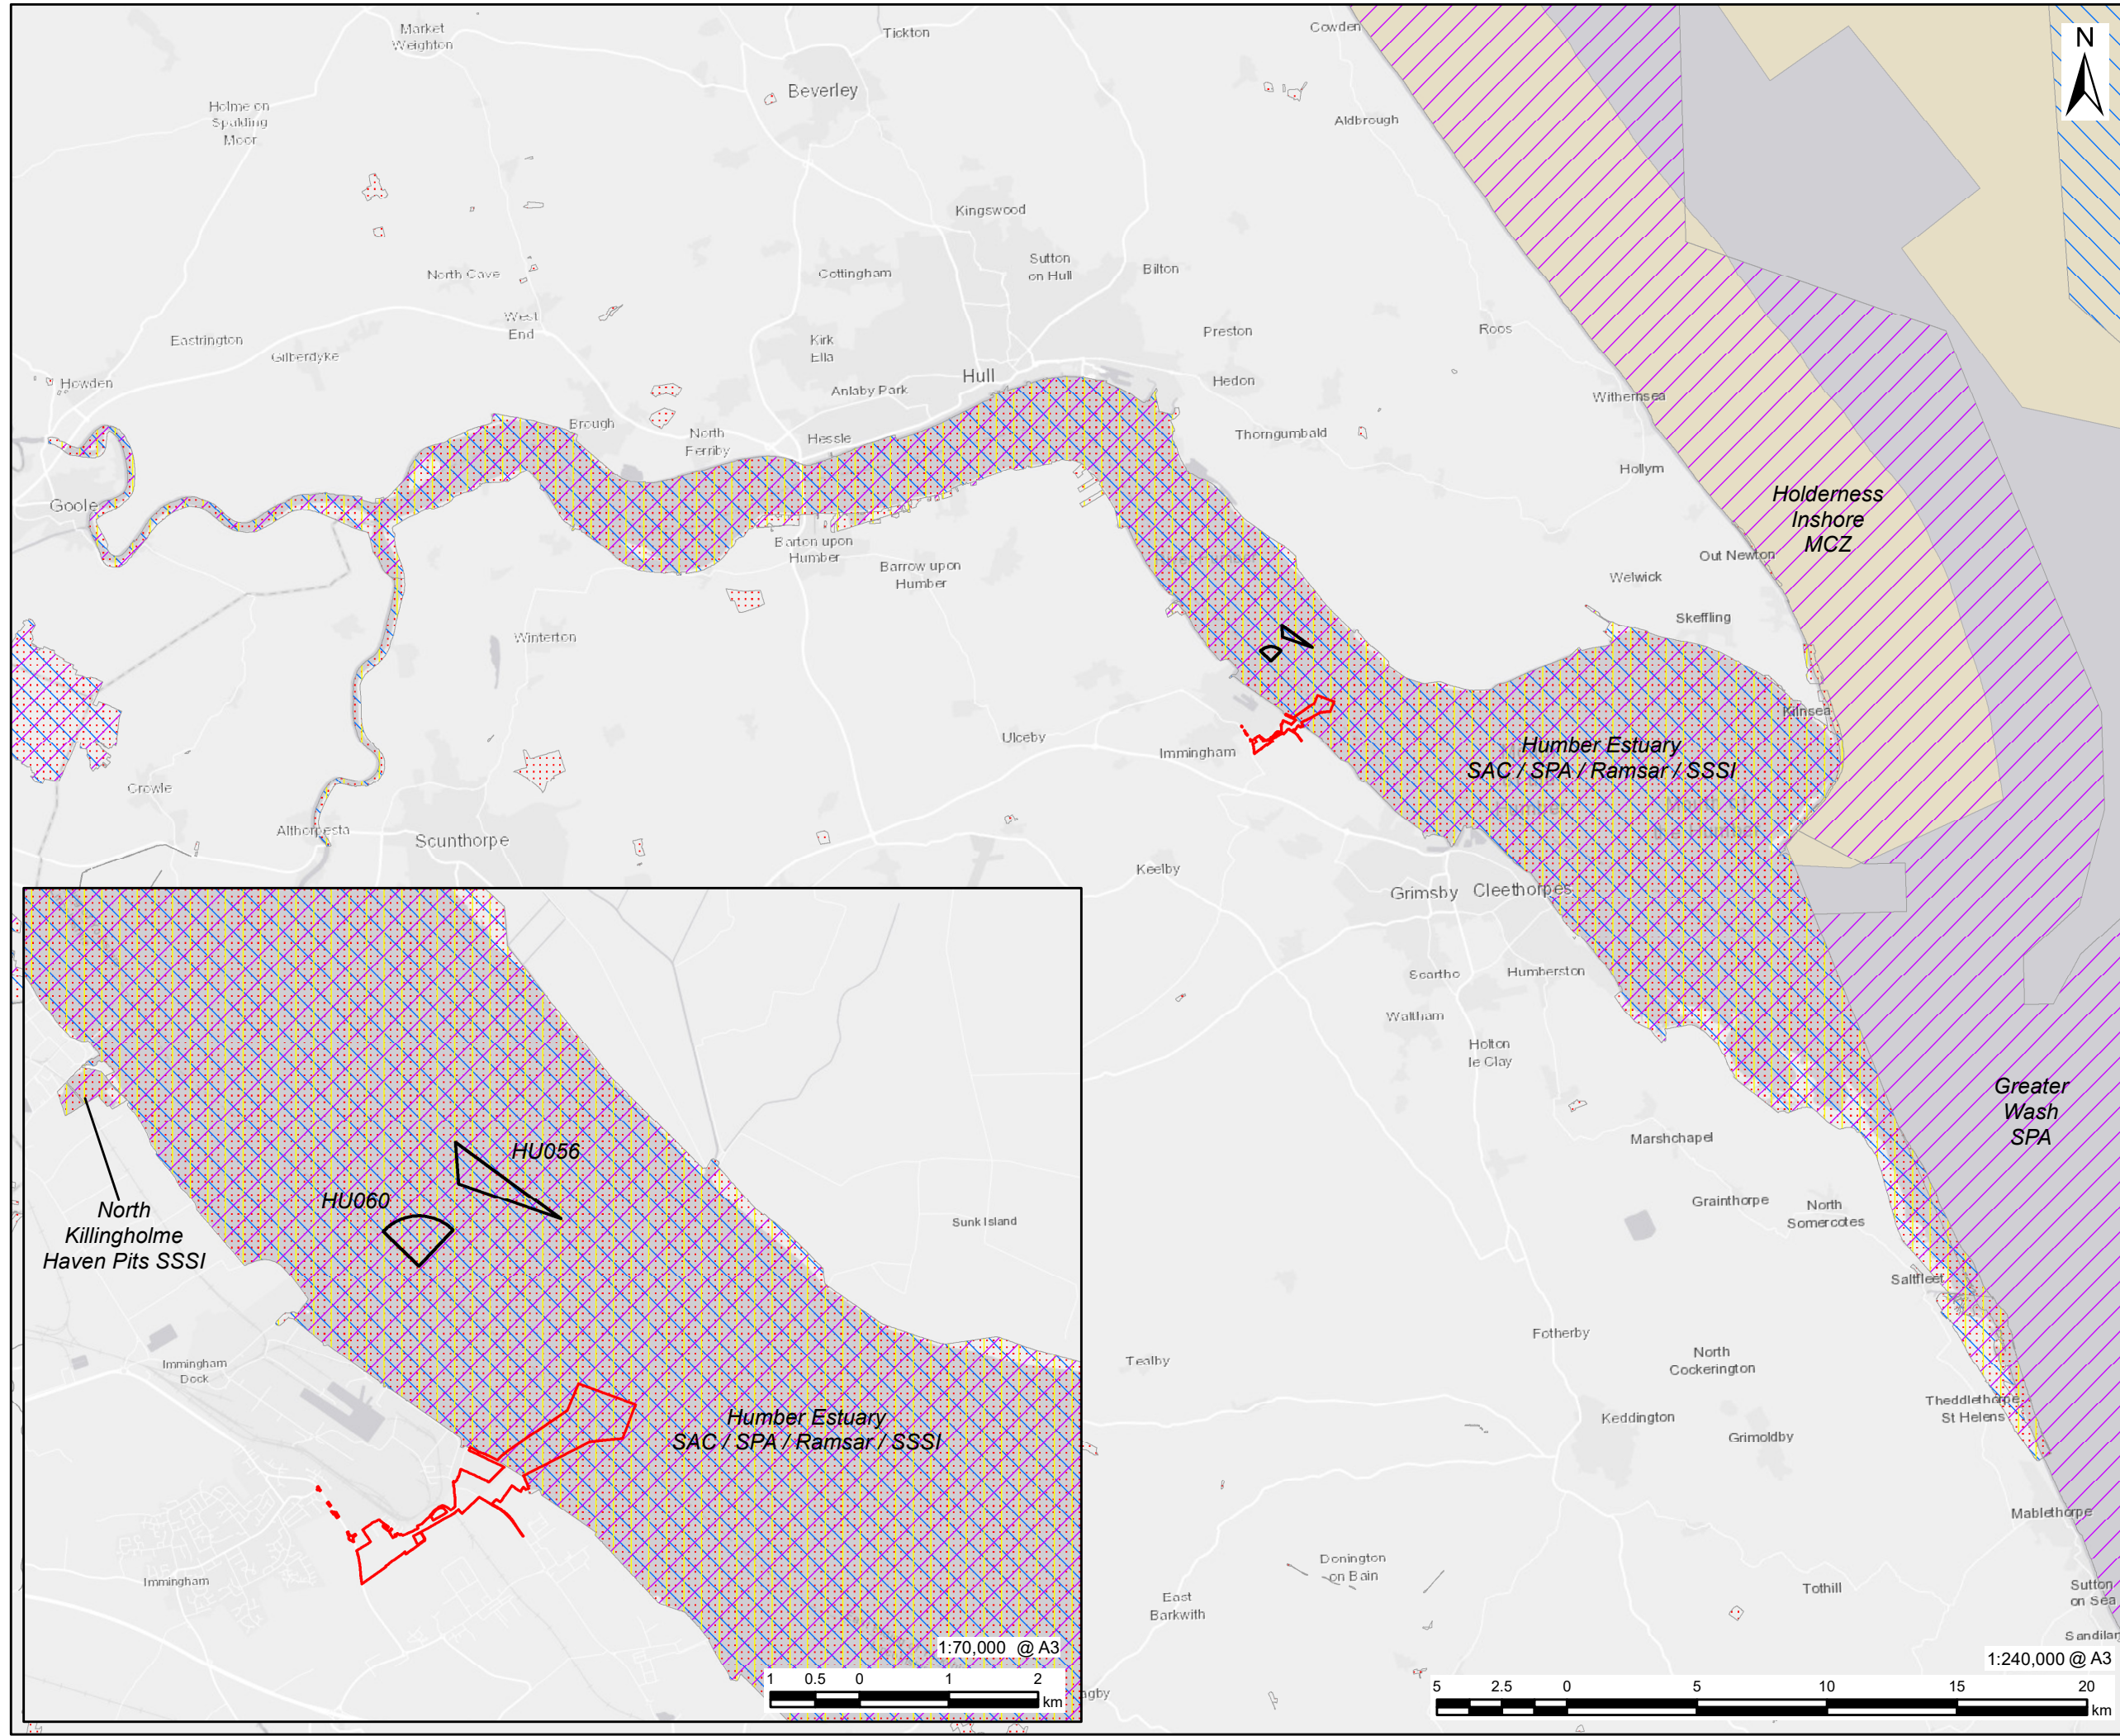 Market
Weighton
Tickton
Cowden
N
Beverley
Holme on
Spalding
Moor
Aldbrough
Kingswood
North Cave
Cottingham
Sutton
on Hull
Bilton
West
End
Eastrington
Gilberdyke
Kirk
Ella
Preston
Roos
Howden
Anlaby Park
Hull
Hedon
Withernsea
Brough
North
Ferriby
Hessle
Thorngumbald
Hollym
Goole
Holderness
Inshore
MCZ
Barton upon
Humber
Barrow upon
Humber
Out Newton
Welwick
Skeffling
Winterton
Kilnsea
Ulceby
Immingham
Humber Estuary
SAC / SPA / Ramsar / SSSI
Crowle
Althorpesta
Scunthorpe
Keelby
Grimsby
Cleethorpes
Scartho
Humberston
Waltham
Holton
le Clay
Greater
Wash
SPA
Marshchapel
Grainthorpe
North
Somercotes
Saltfleet
Fotherby
Tealby
North
Cockerington
Theddlethorpe
St Helens
Keddington
Grimoldby
Mablethorpe
Donington
on Bain
East
Barkwith
Tothill
Sutton
on Sea
Sandilan
agby
HU056
HU060
North
Killingholme
Haven Pits SSSI
Sunk Island
Immingham
Dock
Humber Estuary
SAC / SPA / Ramsar / SSSI
Immingham
1:70,000 @ A3
1 0.5 0 1 2
km
1:240,000 @ A3
5 2.5 0 5 10 15 20
km